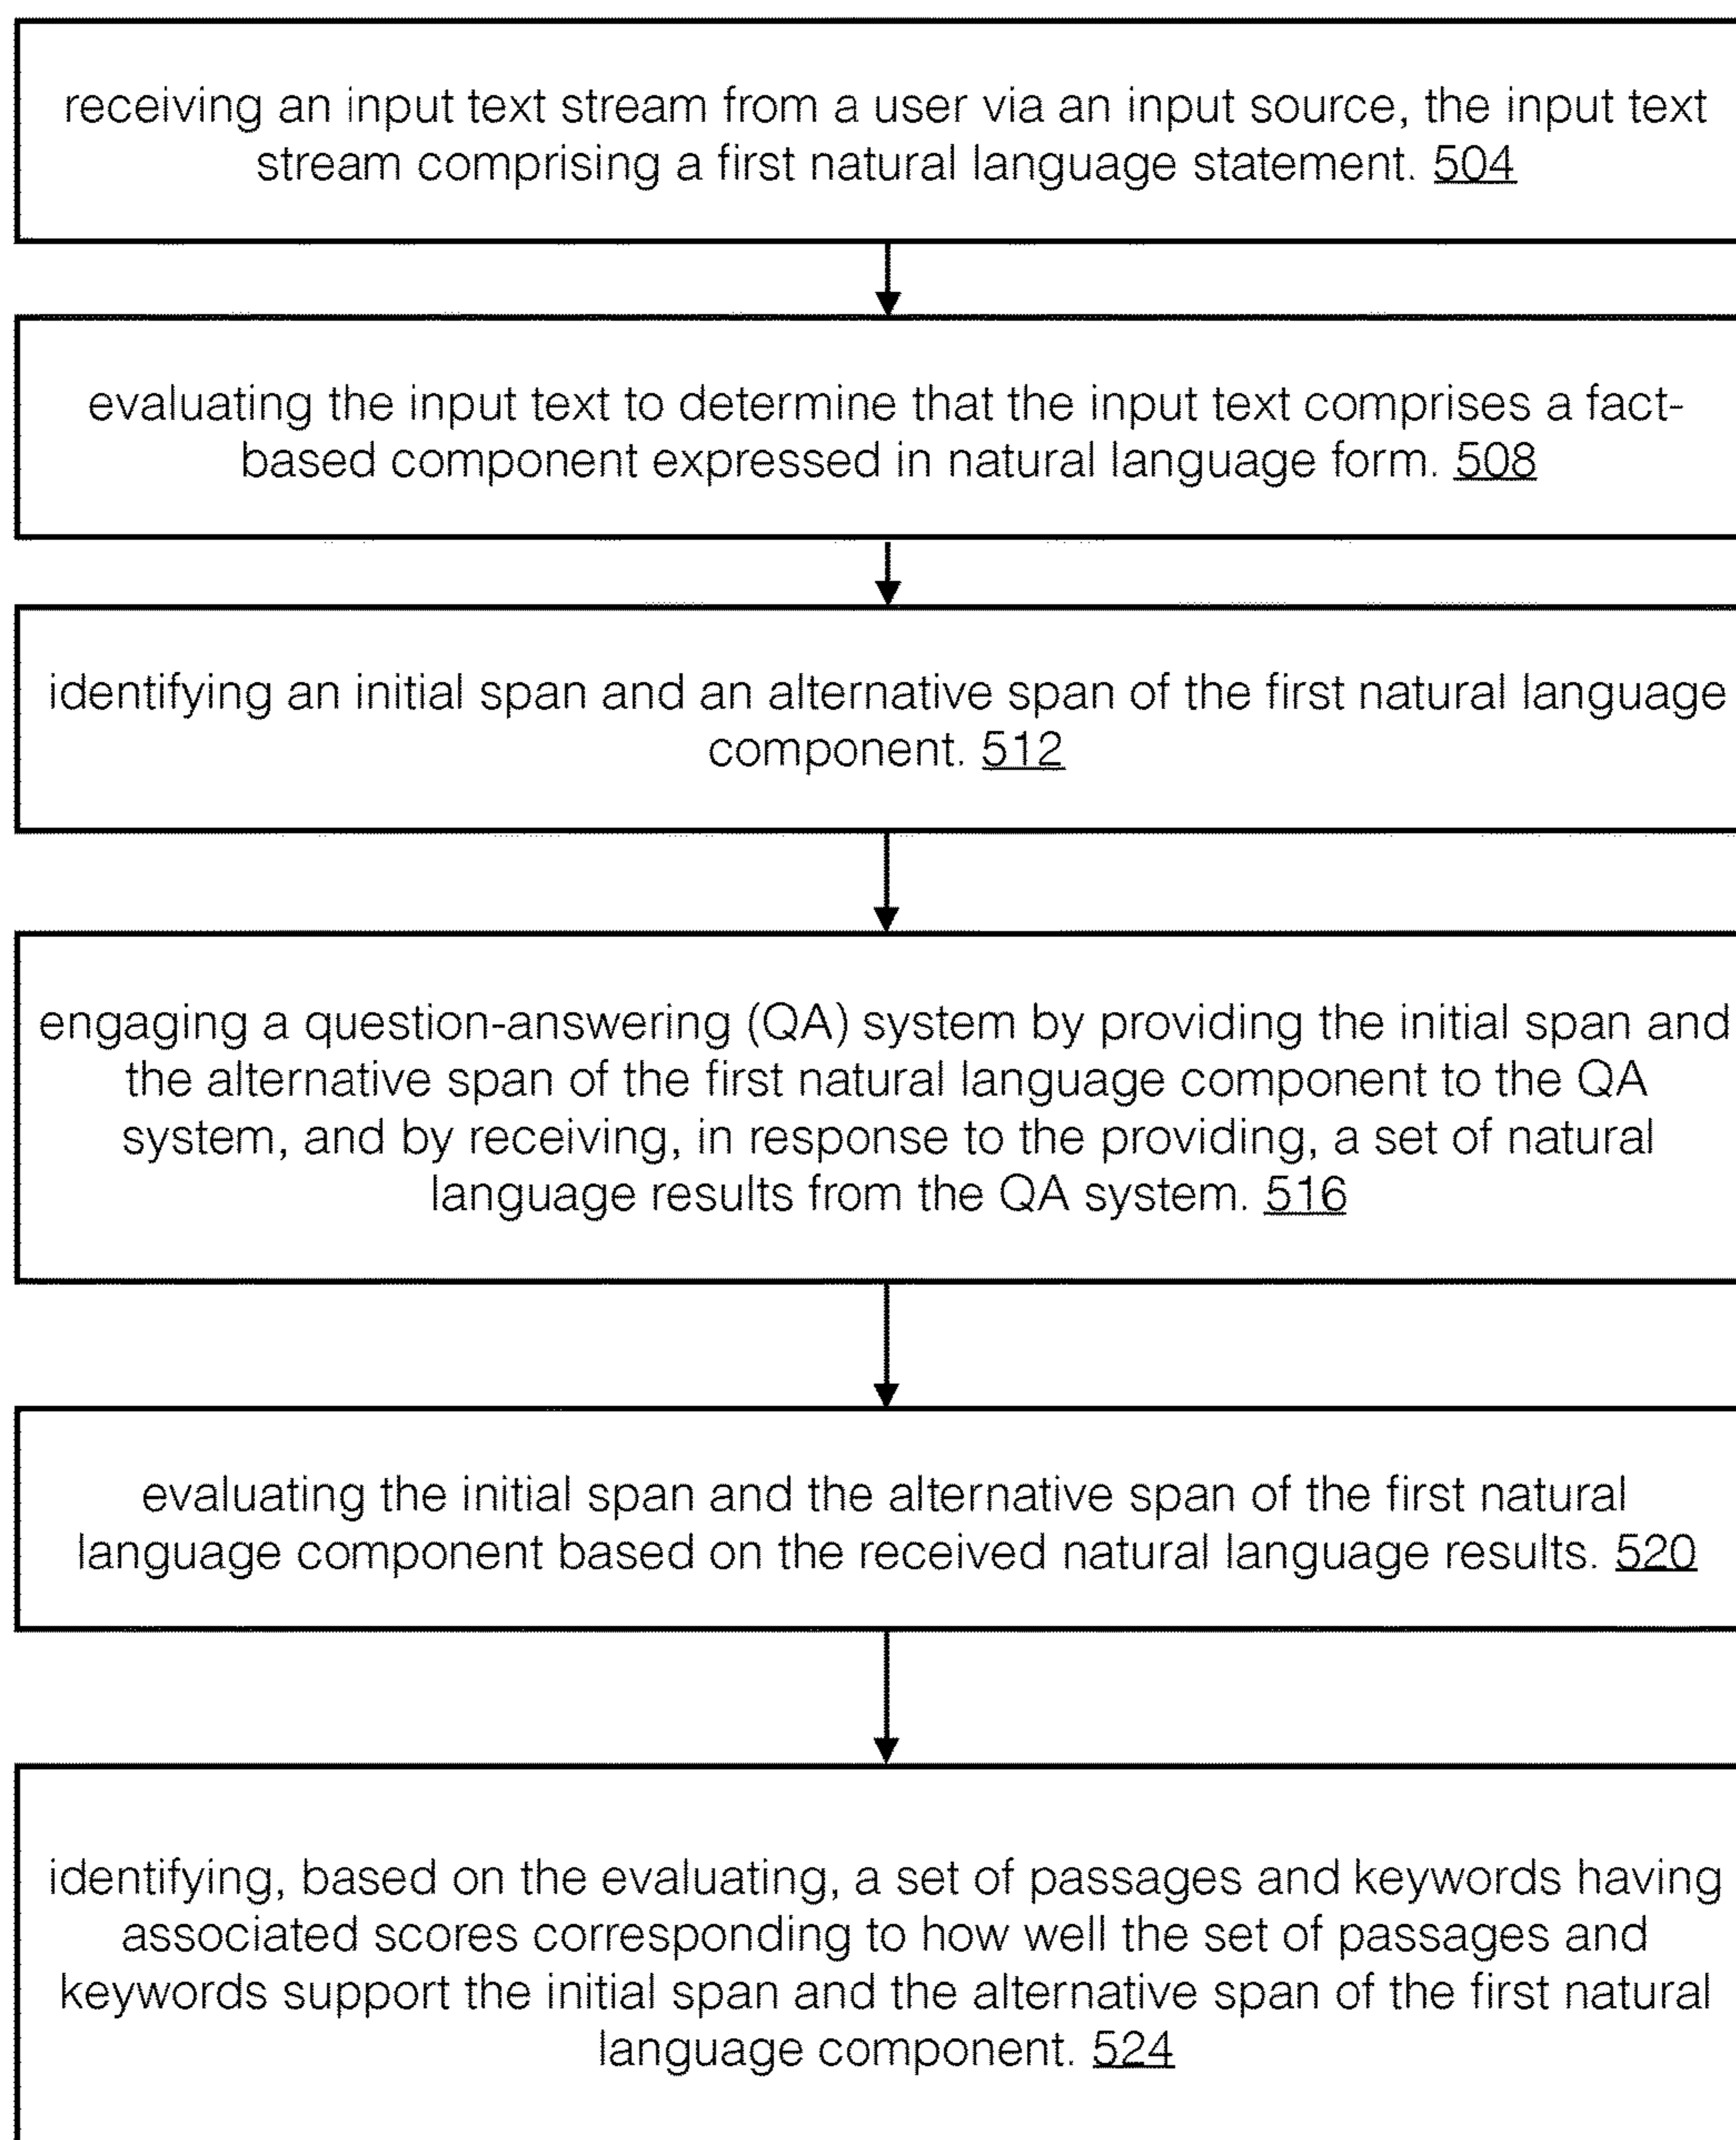 receiving an input text stream from a user via an input source, the input text
stream comprising a first natural language statement. 504
evaluating the input text to determine that the input text comprises a fact-
based component expressed in natural language form. 508
identifying an initial span and an alternative span of the first natural language
component. 512
engaging a question-answering (QA) system by providing the initial span and
the alternative span of the first natural language component to the QA
system, and by receiving, in response to the providing, a set of natural
language results from the QA system. 516
evaluating the initial span and the alternative span of the first natural
language component based on the received natural language results. 520
identifying, based on the evaluating, a set of passages and keywords having
associated scores corresponding to how well the set of passages and
keywords support the initial span and the alternative span of the first natural
language component. 524